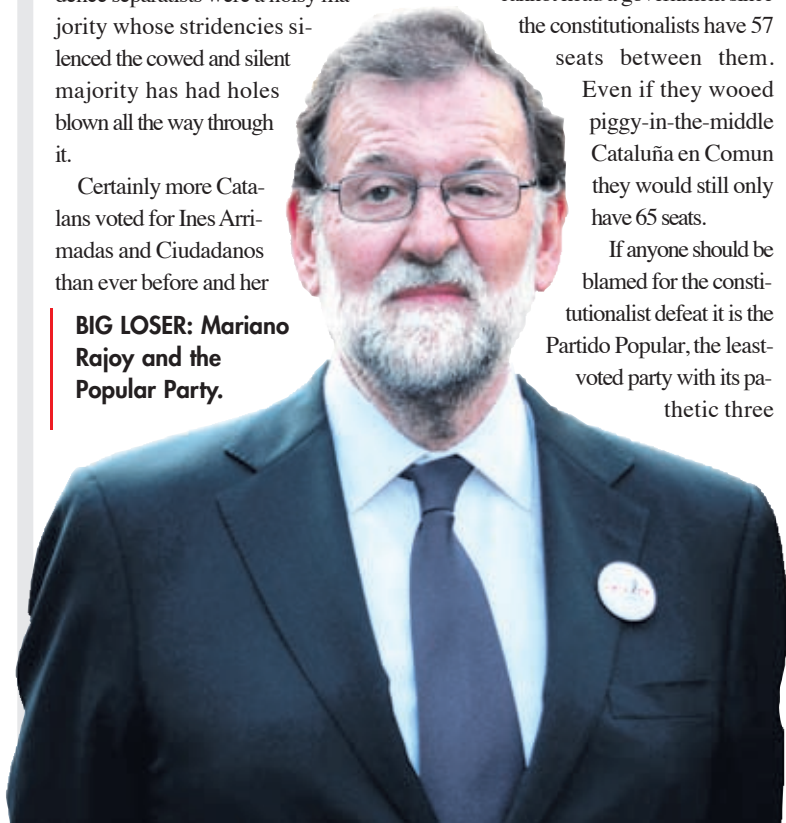 jority whose stridencies si-
lenced the cowed and silent
majority has had holes
blown all the way through
it.
Certainly more Cata-
lans voted for Ines Arri-
madas and Ciudadanos
than ever before and her
BIG LOSER: Mariano
Rajoy and the
Popular Party.
the constitutionalists have 57
seats between them.
Even if they wooed
piggy-in-the-middle
Cataluña en Comun
they would still only
have 65 seats.
If anyone should be
blamed for the consti-
tutionalist defeat it is the
Partido Popular, the least-
voted party with its pa-
thetic three